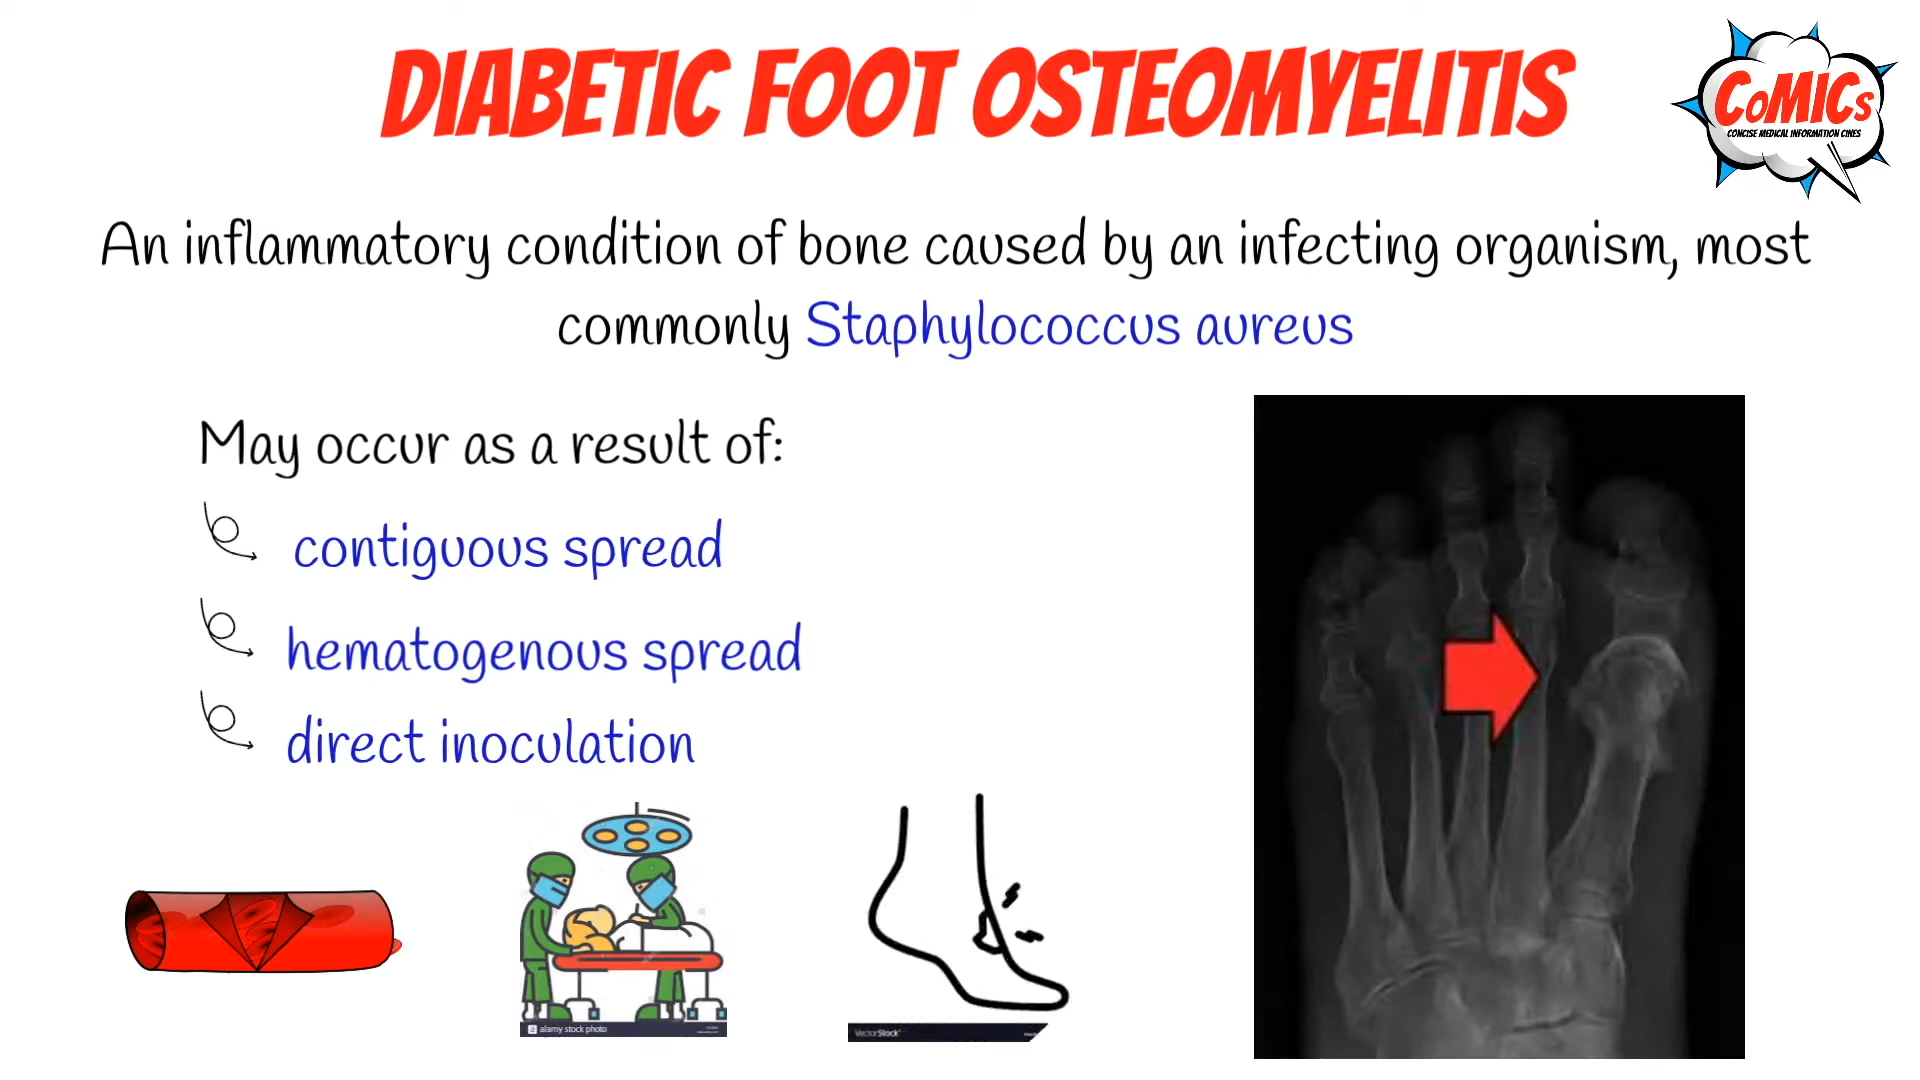 DIABETIC FOOT OSTEOMYELITIS
CoMICs
CONCISE MEDICAL INFORMATION CINES
An inflammatory condition of bone caused by an infecting organism, most
commonly Staphylococcus aureus
May occur as a result of:
contiguous spread
hematogenous spread
direct inoculation
a alamy stock photo
VectorStock